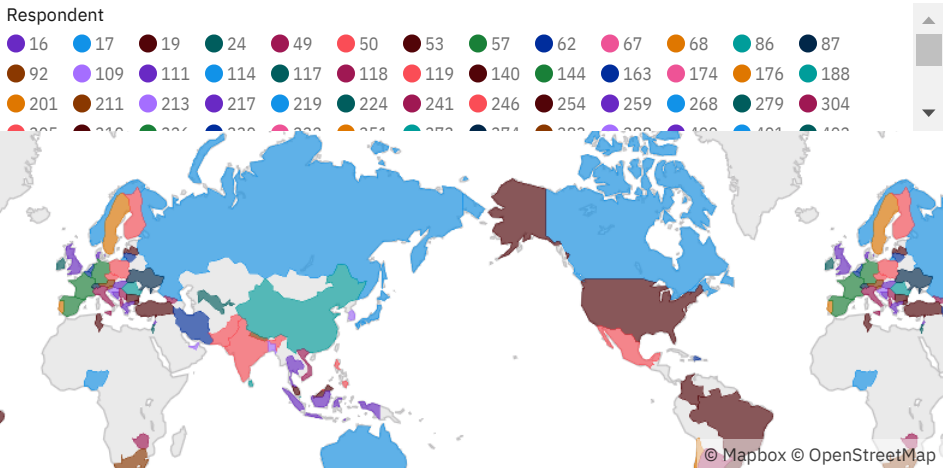 Respondent
16 17 19 24 49 50 53 57 62 67 68 86 87
92 109 111 114 117 118 119 140 144 163 174 176 188
201 211 213 217 219 224 241 246 254 259 268 279 304
© Mapbox © OpenStreetMap